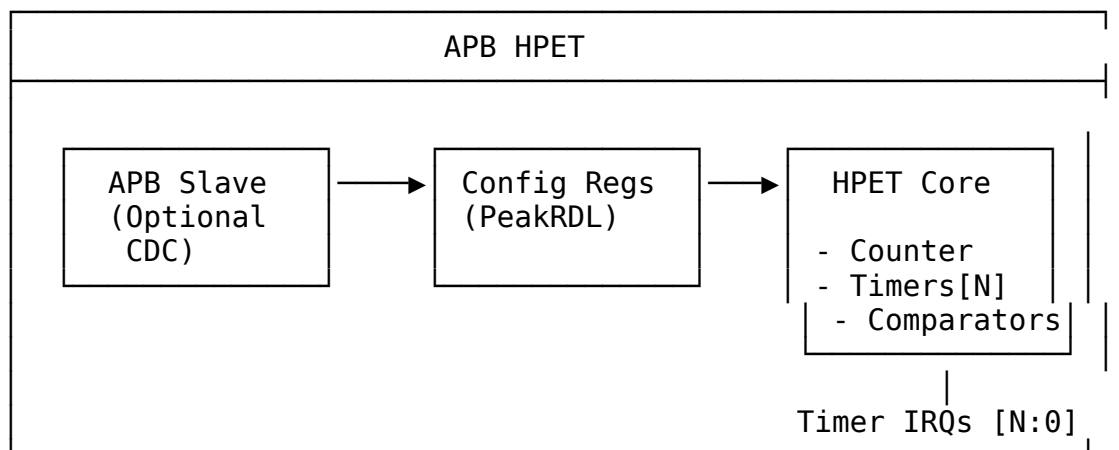 APB HPET
APB Slave
(Optional
CDC)
Config Regs
(PeakRDL)
HPET Core
- Counter
- Timers[N]
- Comparators
Timer IRQs [N:0]